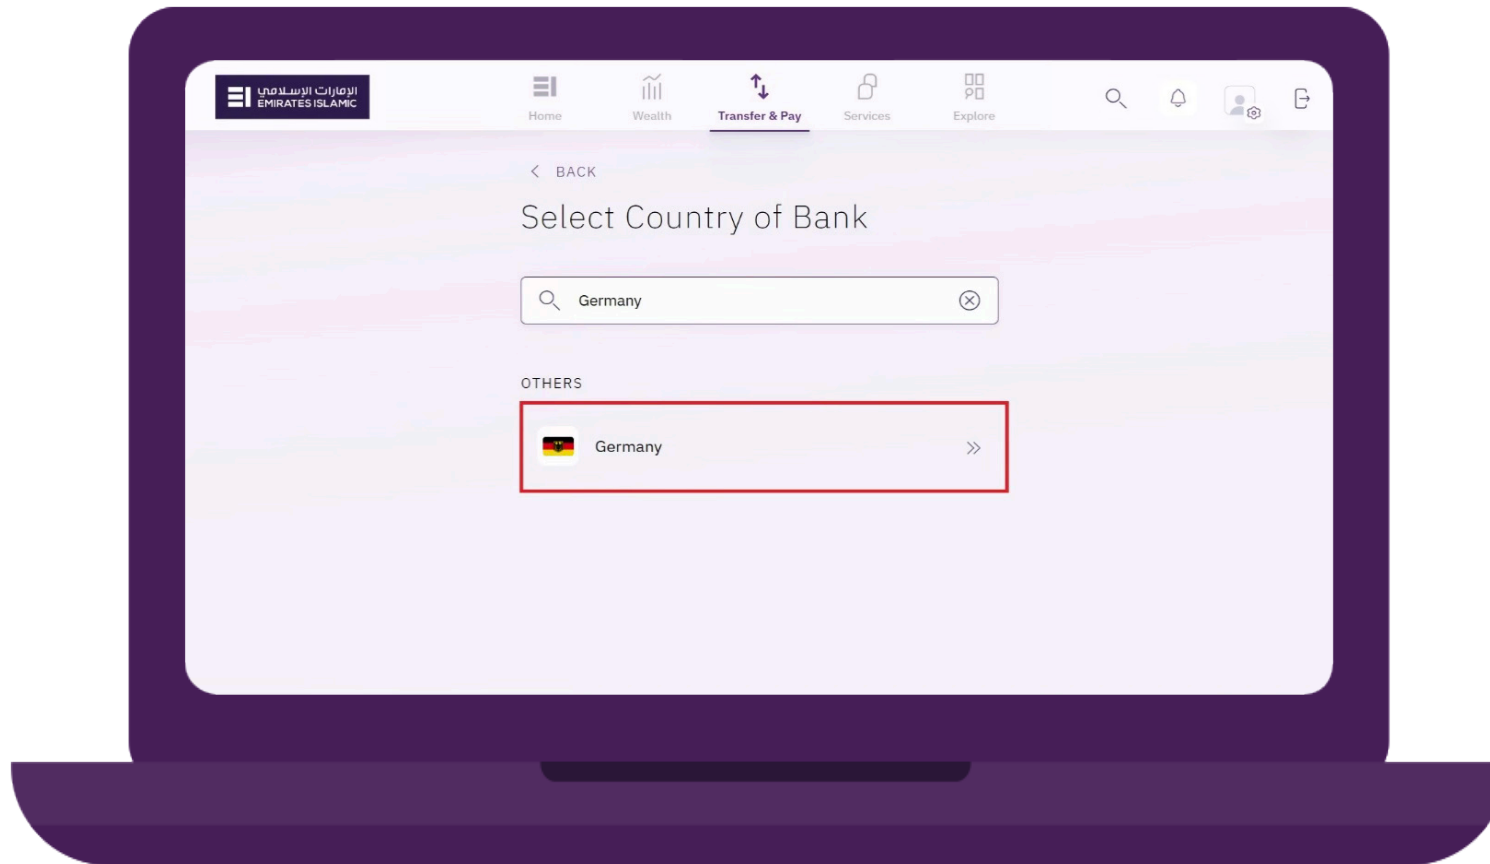 الإمارات الإسلامي
EMIRATES ISLAMIC
Home
Wealth
Transfer & Pay
Services
Explore
BACK
Select Country of Bank
Germany
OTHERS
Germany